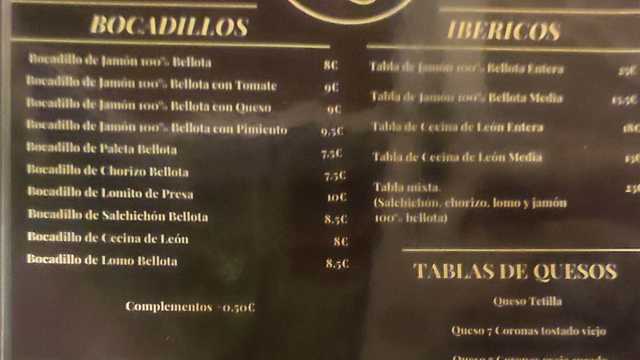 BOCADILLOS
Bocadillo de Jamón 100% Bellota 8€
Bocadillo de Jamón 100% Bellota con Tomate 9€
Bocadillo de Jamón 100% Bellota con Queso 9€
Bocadillo de Jamón 100% Bellota con Pimiento 9,5€
Bocadillo de Paleta Bellota 7,5€
Bocadillo de Chorizo Bellota 7,5€
Bocadillo de Lomito de Presa 10€
Bocadillo de Salchichón Bellota 8,5€
Bocadillo de Cecina de León 8€
Bocadillo de Lomo Bellota 8,5€
Complementos +0,50€
IBERICOS
Tabla de Jamón 100% Bellota Entera
Tabla de Jamón 100% Bellota Media
Tabla de Cecina de León Entera
Tabla de Cecina de León Media
Tabla mixta.
(Salchichón, chorizo, lomo y jamón
100% bellota)
TABLAS DE QUESOS
Queso Tetilla
Queso 7 Coronas tostado viejo